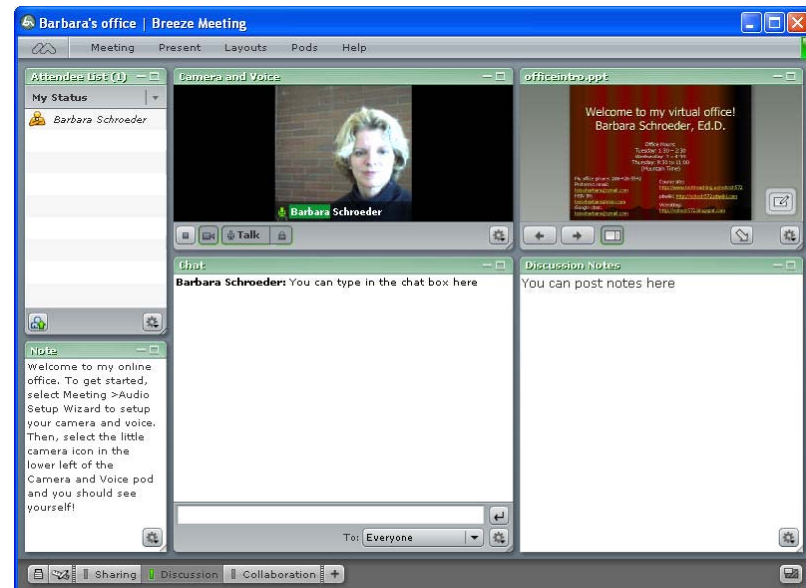 Barbara's office | Breeze Meeting
Meeting Present Layouts Pods Help
Attendee List (1)
My Status
Barbara Schroeder
Camera and Voice
Barbara Schroeder
Talk
officeintro.ppt
Welcome to my virtual office!
Barbara Schroeder, Ed.D.
Office Hours:
(Mountain Time)
Chat
Barbara Schroeder: You can type in the chat box here
To: Everyone
Discussion Notes
You can post notes here
Note
Welcome to my online
office. To get started,
select Meeting >Audio
Setup Wizard to setup
your camera and voice.
Then, select the little
camera icon in the
lower left of the
Camera and Voice pod
and you should see
yourself!
Sharing Discussion Collaboration +